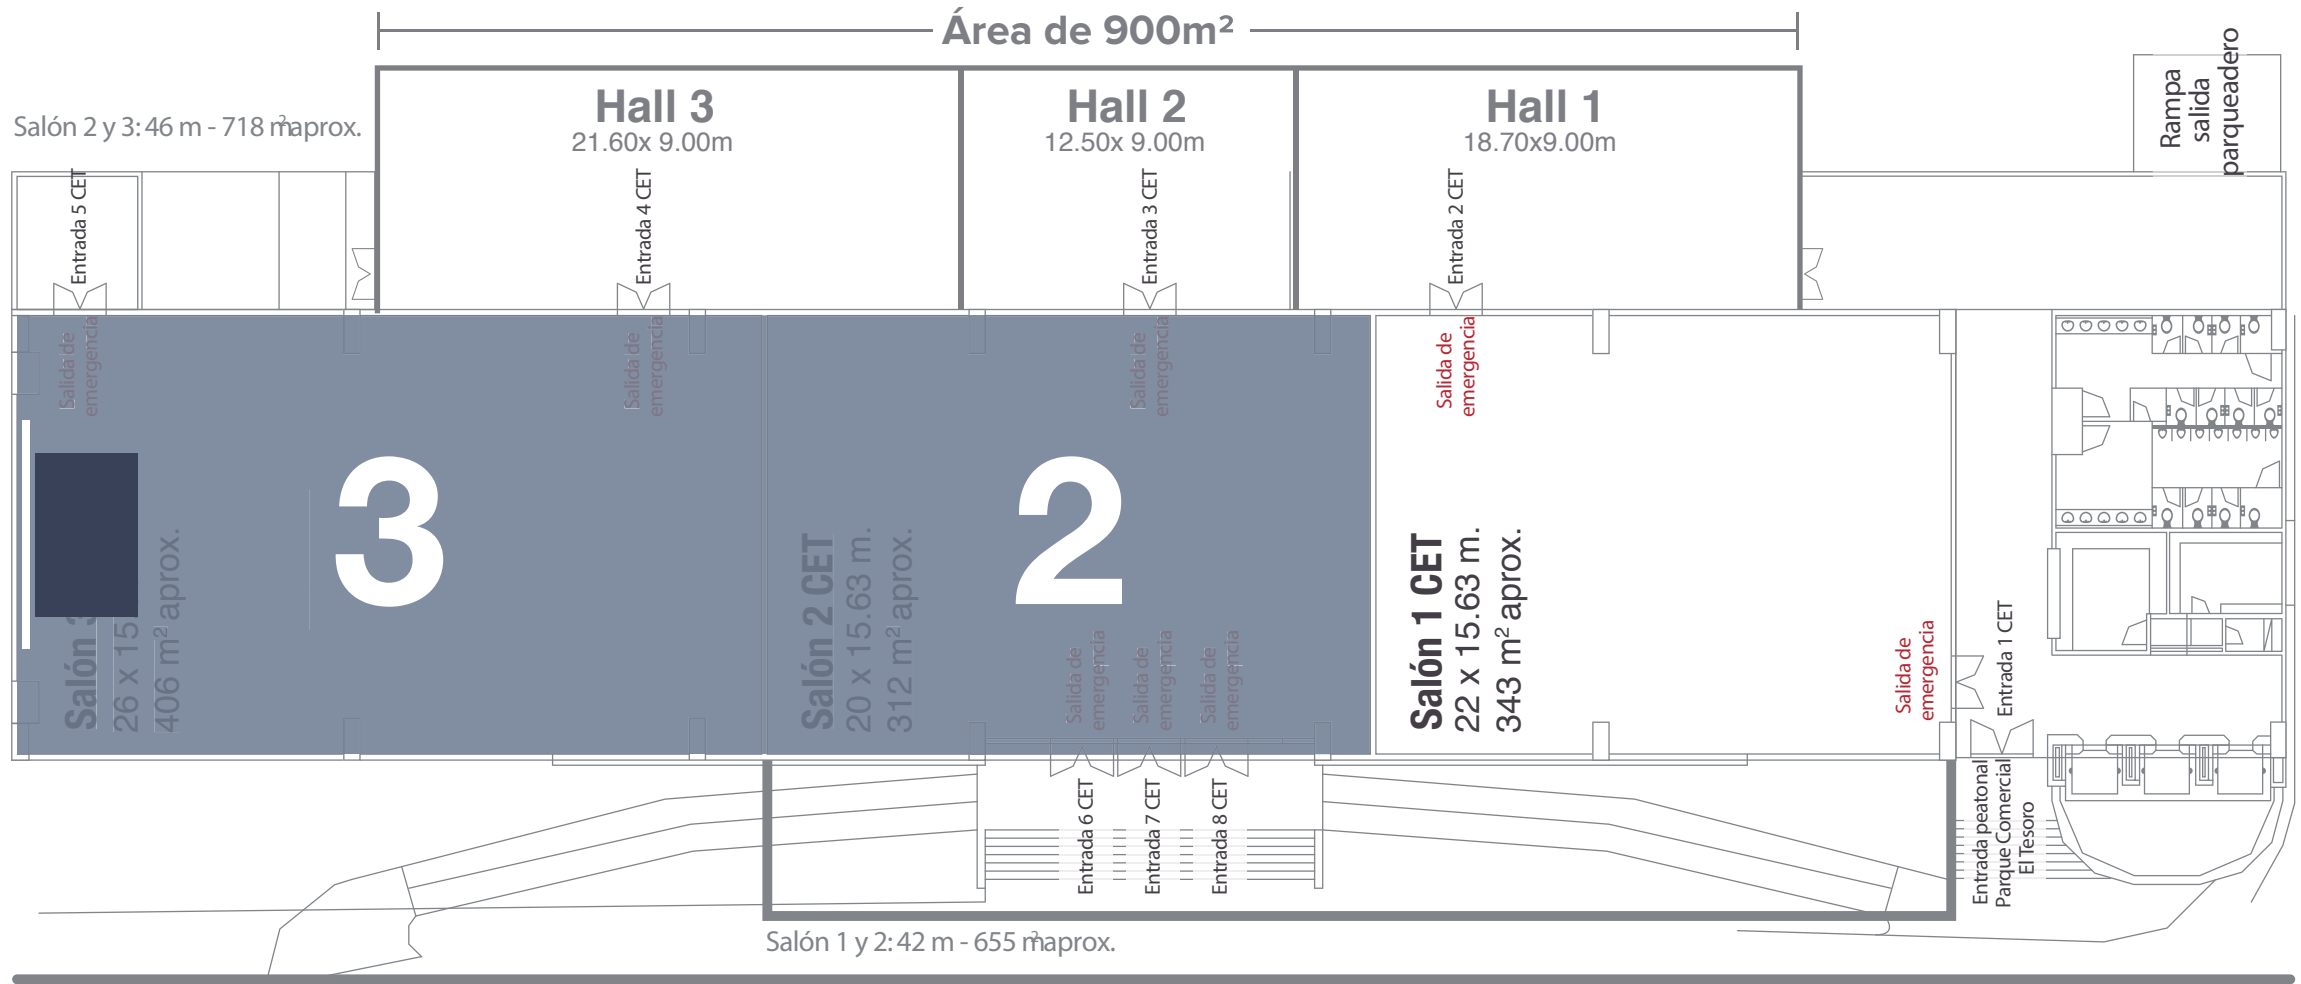 Área de 900m²
Hall 3
21.60x 9.00m
Hall 2
12.50x 9.00m
Hall 1
18.70x9.00m
Rampa
salida
parqueadero
Salón 2 y 3: 46 m - 718 m² aprox.
Entrada 5 CET
Entrada 4 CET
Entrada 3 CET
Entrada 2 CET
Salida de
emergencia
Salida de
emergencia
Salida de
emergencia
Salida de
emergencia
3
2
Salón 3
26 x 15
406 m² aprox.
Salón 2 CET
20 x 15.63 m.
312 m² aprox.
Salón 1 CET
22 x 15.63 m.
343 m² aprox.
Salida de
emergencia
Salida de
emergencia
Salida de
emergencia
Salida de
emergencia
Entrada 1 CET
Entrada 6 CET
Entrada 7 CET
Entrada 8 CET
Entrada peatonal
Parque Comercial
El Tesoro
Salón 1 y 2: 42 m - 655 m² aprox.